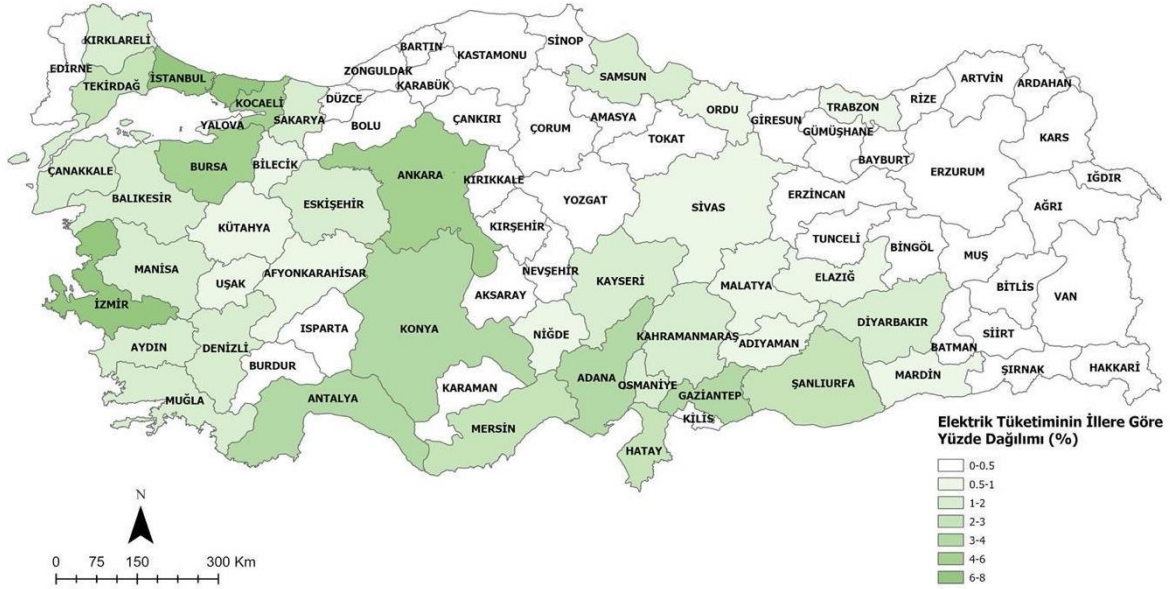 KIRKLARELİ
EDİRNE
TEKİRDAĞ
İSTANBUL
KOCAELİ
YALOVA
SAKARYA
DÜZCE
ZONGULDAK
BARTIN
KARABÜK
KASTAMONU
SİNOP
SAMSUN
BOLU
ÇANKIRI
ÇORUM
AMASYA
TOKAT
ORDU
GİRESUN
TRABZON
GÜMÜŞHANE
BAYBURT
RİZE
ARTVİN
ARDAHAN
KARS
ERZURUM
IĞDIR
AĞRI
ÇANAKKALE
BALIKESİR
BURSA
BİLECİK
ESKİŞEHİR
ANKARA
KIRIKKALE
YOZGAT
SİVAS
ERZİNCAN
TUNCELİ
BİNGÖL
MUŞ
BİTLİS
VAN
KÜTAHYA
KIRŞEHİR
MANİSA
UŞAK
AFYONKARAHİSAR
NEVŞEHİR
KAYSERİ
MALATYA
ELAZIĞ
İZMİR
AKSARAY
AYDIN
DENİZLİ
ISPARTA
KONYA
NİĞDE
KAHRAMANMARAŞ
ADIYAMAN
DİYARBAKIR
BATMAN
SİİRT
BURDUR
KARAMAN
ADANA
OSMANİYE
GAZİANTEP
ŞANLIURFA
MARDİN
ŞIRNAK
HAKKARİ
MUĞLA
ANTALYA
MERSİN
KİLİS
HATAY
Elektrik Tüketiminin İllere Göre
Yüzde Dağılımı (%)
0-0.5
0.5-1
1-2
2-3
3-4
4-6
6-8
N
0 75 150 300 Km